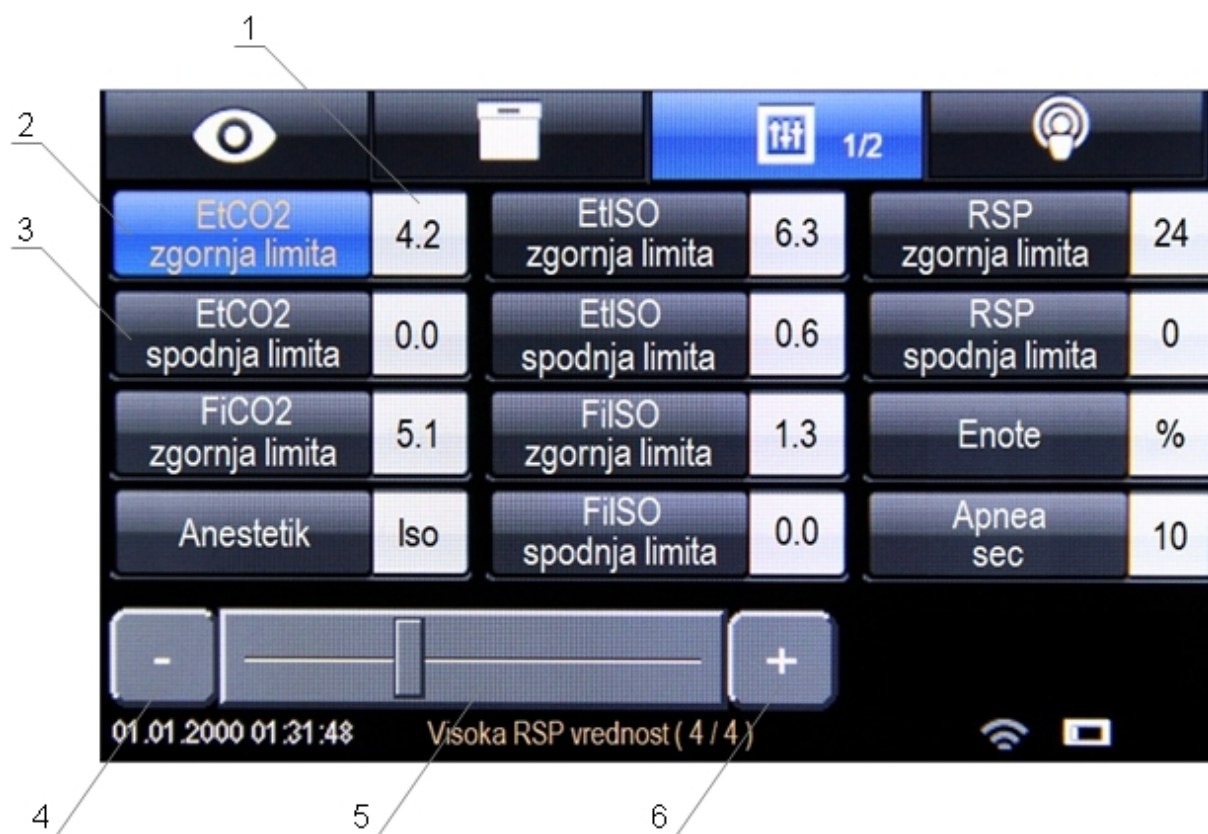 1
2
3
1/2
EtCO2
zgornja limita
4.2
EtISO
zgornja limita
6.3
RSP
zgornja limita
24
EtCO2
spodnja limita
0.0
EtISO
spodnja limita
0.6
RSP
spodnja limita
0
FiCO2
zgornja limita
5.1
FiISO
zgornja limita
1.3
Enote
%
Anestetik
Iso
FiISO
spodnja limita
0.0
Apnea
sec
10
-
+
01.01.2000 01:31:48
Visoka RSP vrednost ( 4 / 4 )
4
5
6